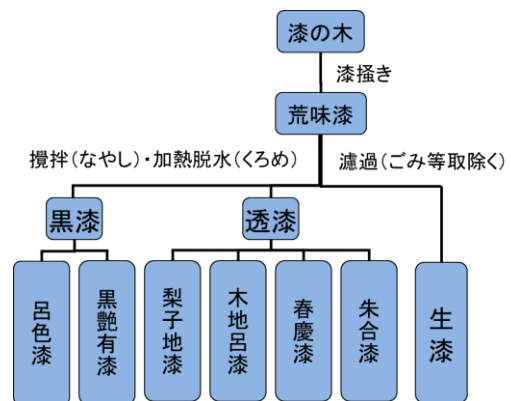 漆の木
漆掻き
荒味漆
攪拌(なやし)・加熱脱水(くろめ)
濾過(ごみ等取除く)
黒漆
透漆
呂色漆
黒艶有漆
梨子地漆
木地呂漆
春慶漆
朱合漆
生漆